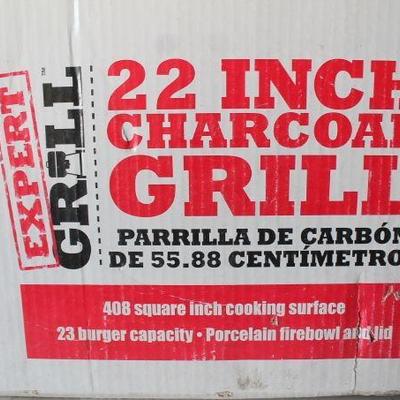 EXPERT
GRILL™
22 INCH
CHARCOAL
GRILL
PARRILLA DE CARBÓN
DE 55.88 CENTÍMETRO
408 square inch cooking surface
23 burger capacity • Porcelain firebowl and lid